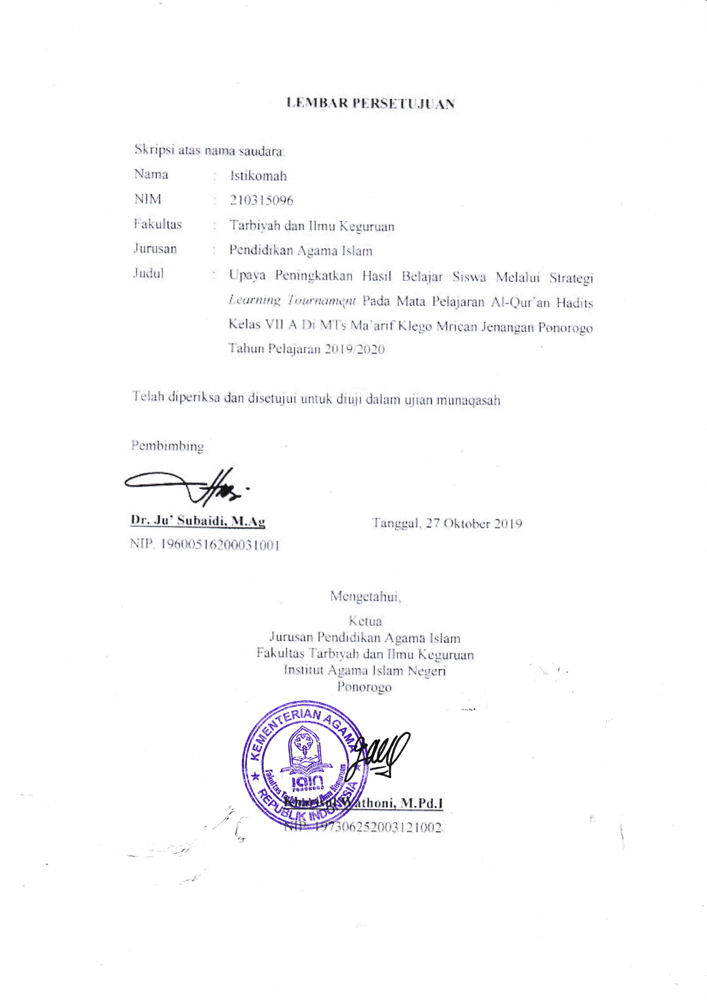 LEMBAR PERSETUJUAN
Skripsi atas nama saudara:
Nama : Istikomah
NIM : 210315096
Fakultas : Tarbiyah dan Ilmu Keguruan
Jurusan : Pendidikan Agama Islam
Judul : Upaya Peningkatkan Hasil Belajar Siswa Melalui Strategi
Learning Tournament Pada Mata Pelajaran Al-Qur'an Hadits
Kelas VII A Di MTs Ma'arif Klego Mrican Jenangan Ponorogo
Tahun Pelajaran 2019/2020
Telah diperiksa dan disetujui untuk diuji dalam ujian munaqasah
Pembimbing
Dr. Ju' Subaidi, M.Ag
Tanggal, 27 Oktober 2019
NIP. 19600516200031001
Mengetahui,
Ketua
Jurusan Pendidikan Agama Islam
Fakultas Tarbiyah dan Ilmu Keguruan
Institut Agama Islam Negeri
Ponorogo
KEMENTERIAN AGAMA
iain
PONOROGO
Fakultas Tarbiyah dan Ilmu Keguruan
REPUBLIK INDONESIA
Kharisul Wathoni, M.Pd.I
NIP. 197306252003121002